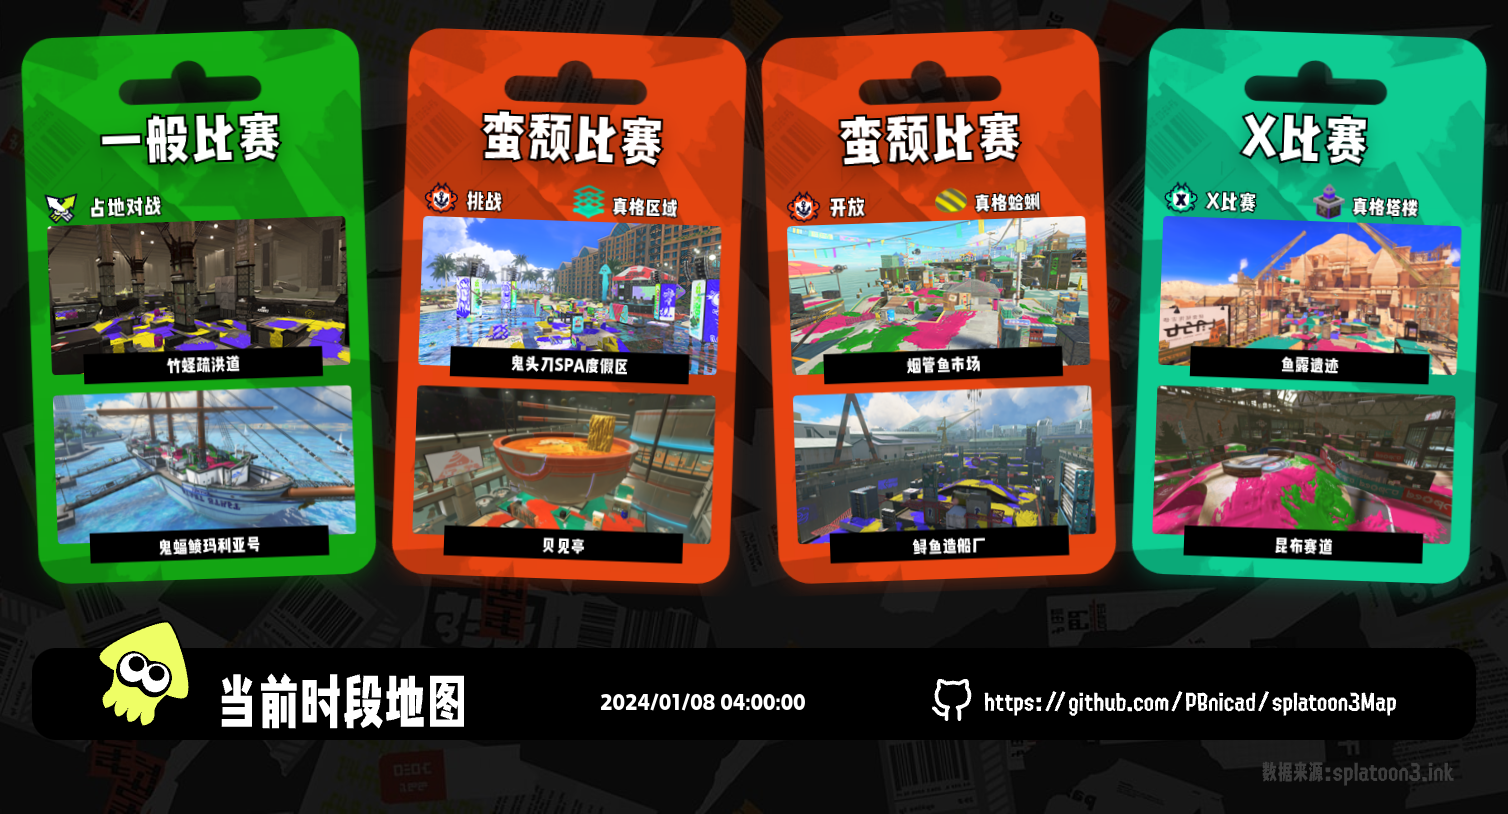 一般比赛
占地对战
竹蛏疏洪道
鬼蝠鲼玛利亚号
蛮颓比赛
挑战
真格区域
鬼头刀SPA度假区
贝见亭
蛮颓比赛
开放
真格蛤蜊
烟管鱼市场
鲟鱼造船厂
X比赛
X比赛
真格塔楼
鱼露遗迹
昆布赛道
当前时段地图
2024/01/08 04:00:00
https://github.com/PBnicad/splatoon3Map
数据来源:splatoon3.ink